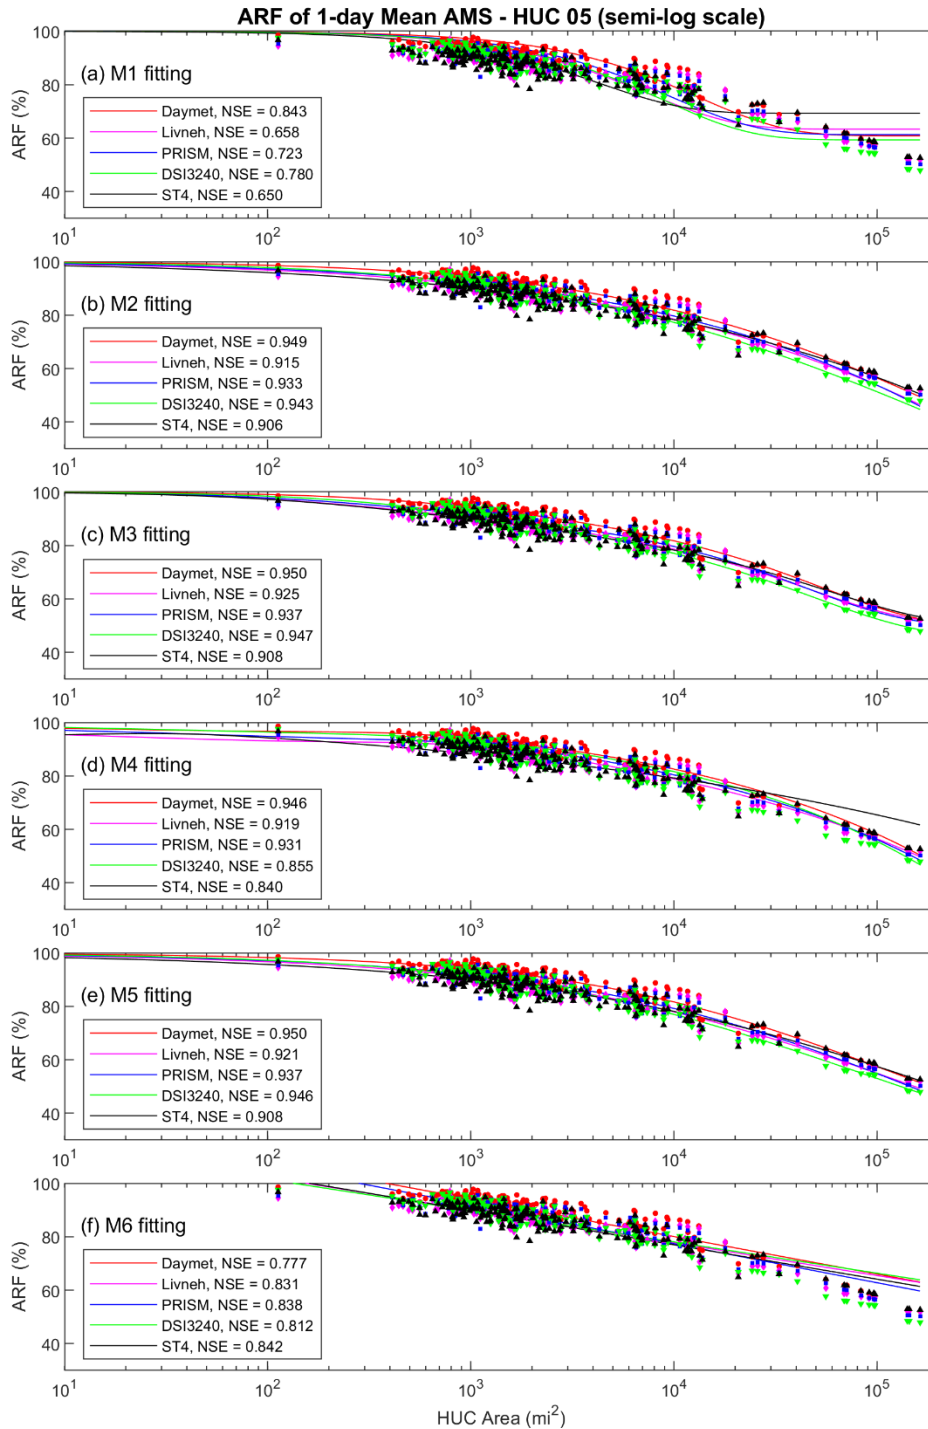 ARF of 1-day Mean AMS - HUC 05 (semi-log scale)
100
80
60
40
ARF (%)
(a) M1 fitting
Daymet, NSE = 0.843
Livneh, NSE = 0.658
PRISM, NSE = 0.723
DSI3240, NSE = 0.780
ST4, NSE = 0.650
10^1 10^2 10^3 10^4 10^5
100
80
60
40
ARF (%)
(b) M2 fitting
Daymet, NSE = 0.949
Livneh, NSE = 0.915
PRISM, NSE = 0.933
DSI3240, NSE = 0.943
ST4, NSE = 0.906
10^1 10^2 10^3 10^4 10^5
100
80
60
40
ARF (%)
(c) M3 fitting
Daymet, NSE = 0.950
Livneh, NSE = 0.925
PRISM, NSE = 0.937
DSI3240, NSE = 0.947
ST4, NSE = 0.908
10^1 10^2 10^3 10^4 10^5
100
80
60
40
ARF (%)
(d) M4 fitting
Daymet, NSE = 0.946
Livneh, NSE = 0.919
PRISM, NSE = 0.931
DSI3240, NSE = 0.855
ST4, NSE = 0.840
10^1 10^2 10^3 10^4 10^5
100
80
60
40
ARF (%)
(e) M5 fitting
Daymet, NSE = 0.950
Livneh, NSE = 0.921
PRISM, NSE = 0.937
DSI3240, NSE = 0.946
ST4, NSE = 0.908
10^1 10^2 10^3 10^4 10^5
100
80
60
40
ARF (%)
(f) M6 fitting
Daymet, NSE = 0.777
Livneh, NSE = 0.831
PRISM, NSE = 0.838
DSI3240, NSE = 0.812
ST4, NSE = 0.842
10^1 10^2 10^3 10^4 10^5
HUC Area (mi^2)